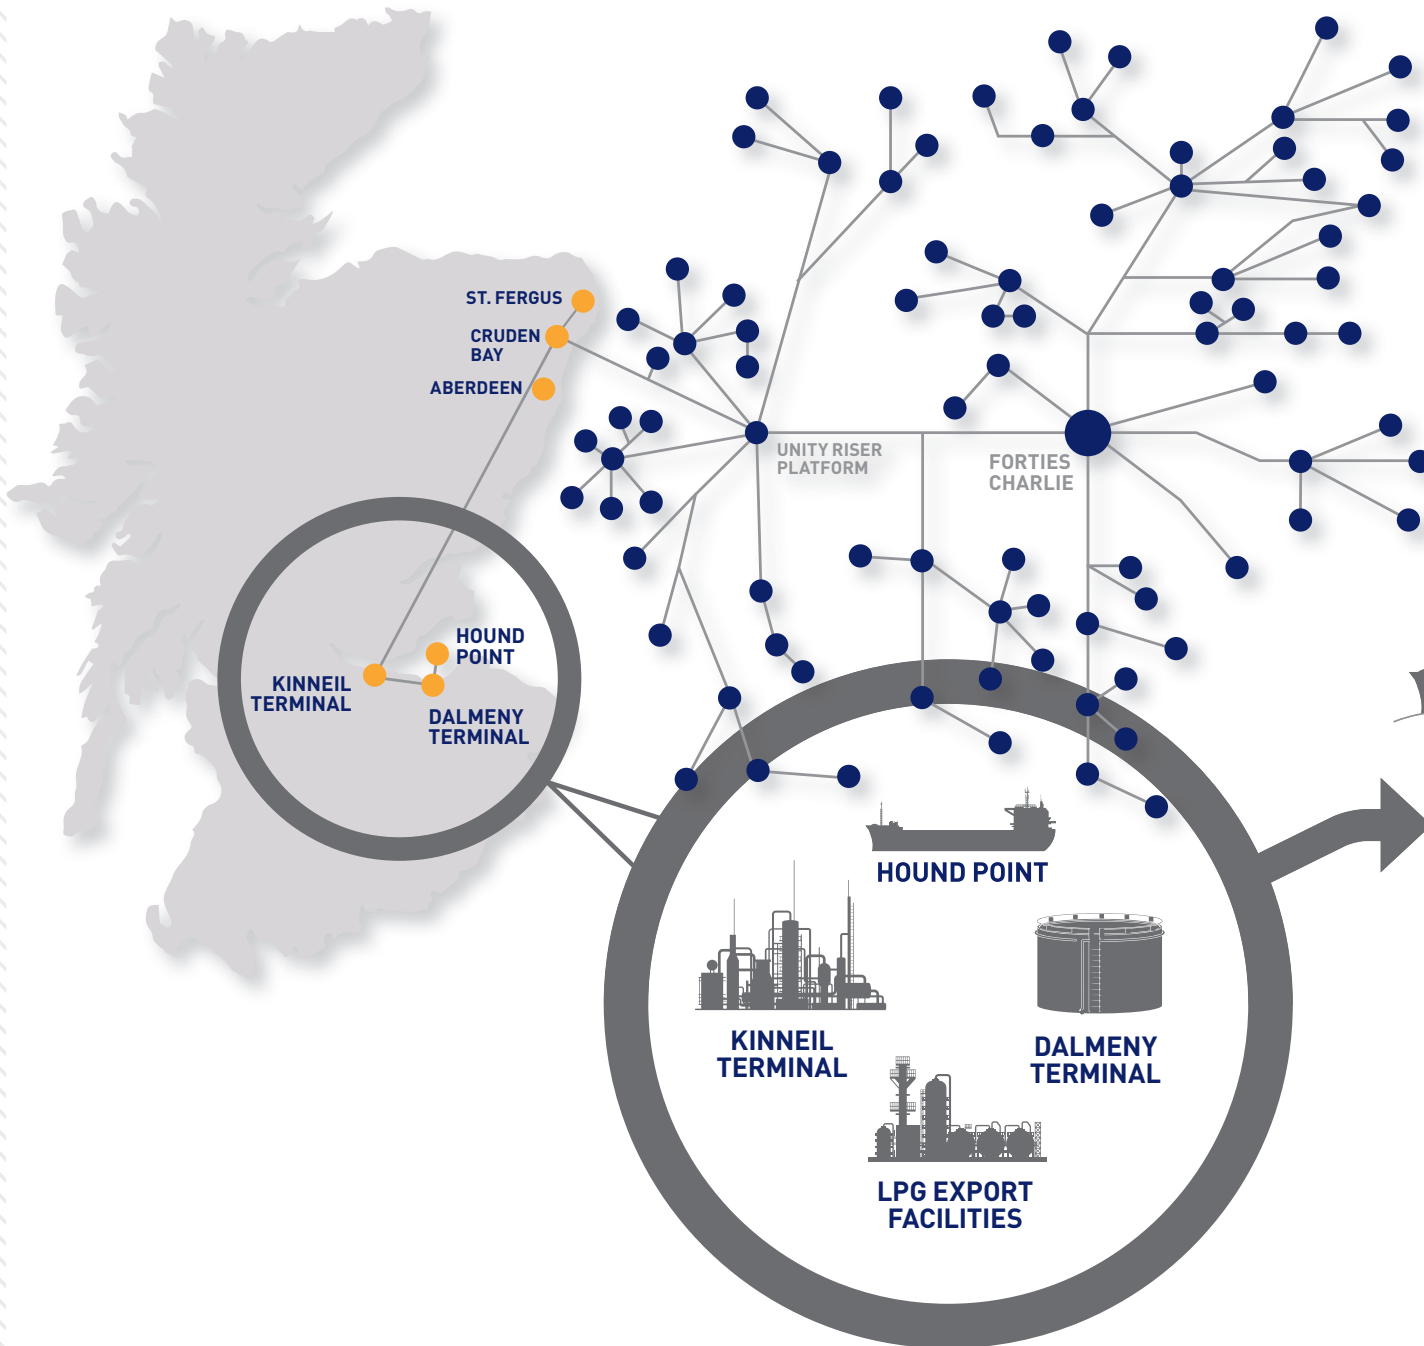 ST. FERGUS
CRUDEN
BAY
ABERDEEN
UNITY RISER
PLATFORM
FORTIES
CHARLIE
HOUND
POINT
KINNEIL
TERMINAL
DALMENY
TERMINAL
HOUND POINT
KINNEIL
TERMINAL
DALMENY
TERMINAL
LPG EXPORT
FACILITIES